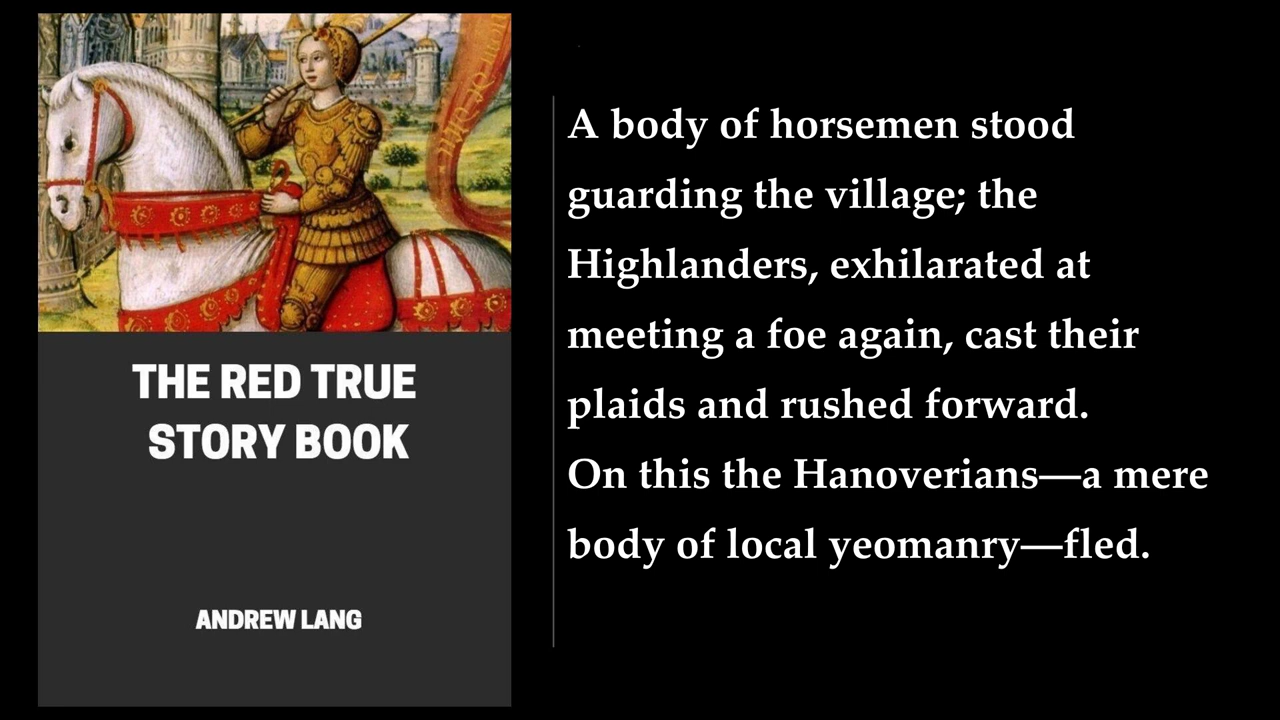 THE RED TRUE
STORY BOOK
ANDREW LANG
A body of horsemen stood
guarding the village; the
Highlanders, exhilarated at
meeting a foe again, cast their
plaids and rushed forward.
On this the Hanoverians—a mere
body of local yeomanry—fled.